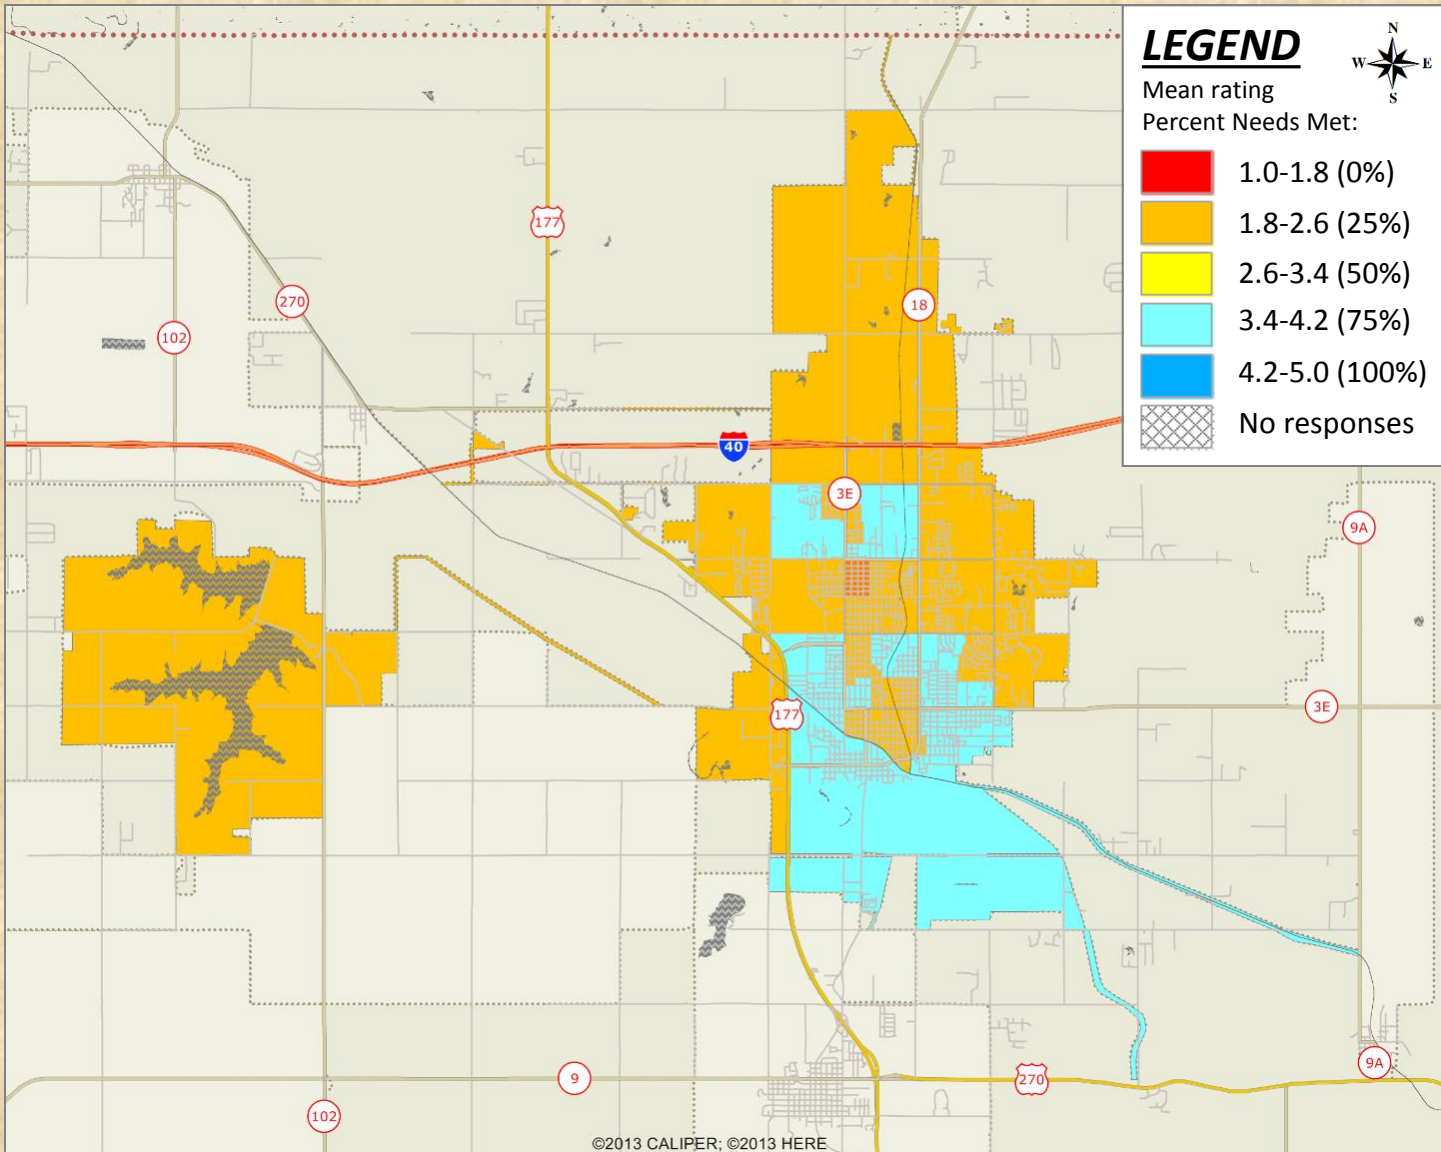 LEGEND
N
W E
S
Mean rating
Percent Needs Met:
1.0-1.8 (0%)
1.8-2.6 (25%)
2.6-3.4 (50%)
3.4-4.2 (75%)
4.2-5.0 (100%)
No responses
177
270
18
102
40
3E
9A
3E
177
9A
9
270
102
©2013 CALIPER; ©2013 HERE